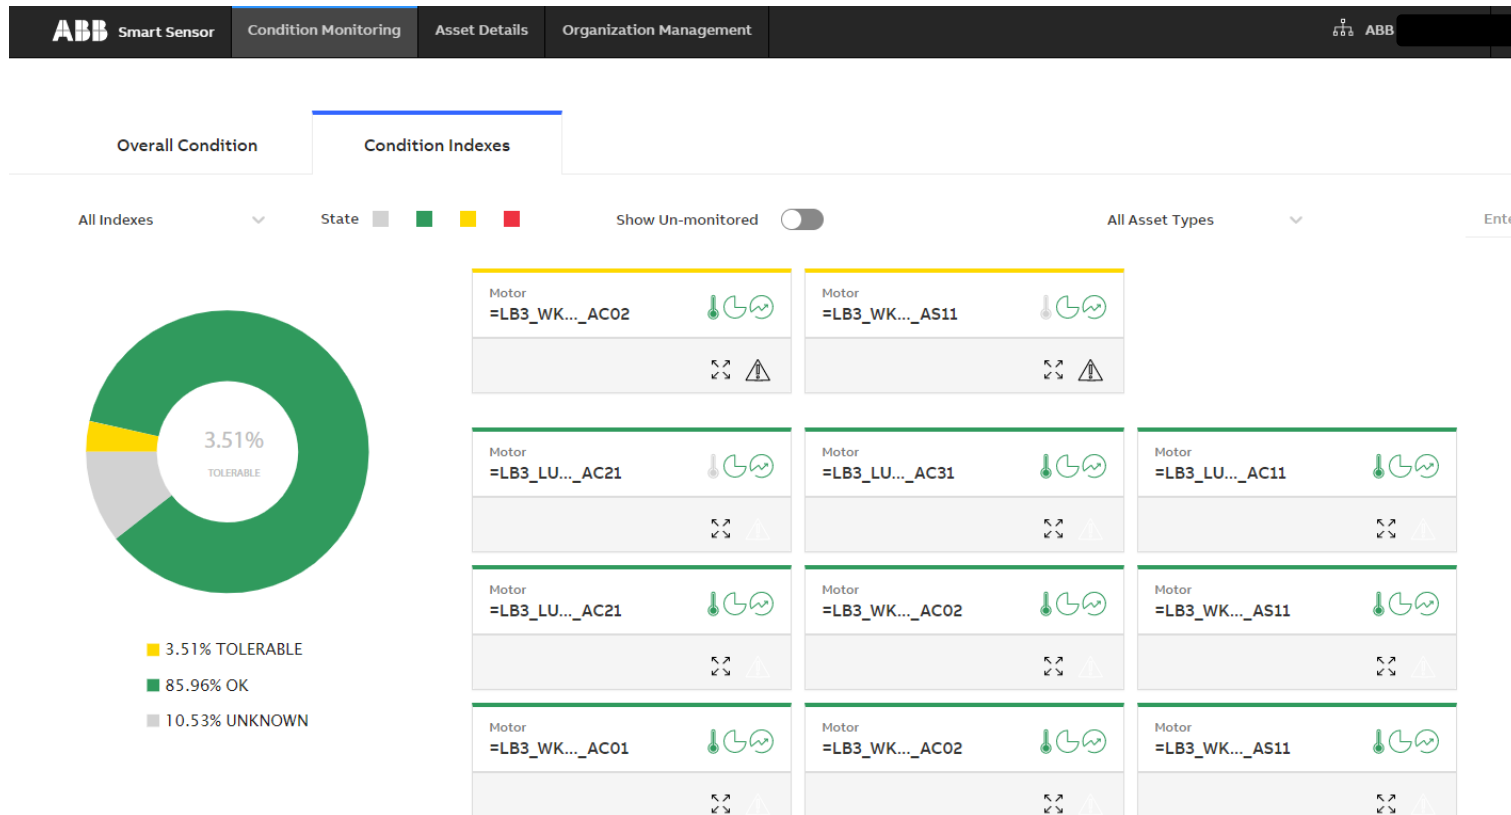 ABB Smart Sensor Condition Monitoring Asset Details Organization Management ABB
Overall Condition Condition Indexes
All Indexes State Show Un-monitored All Asset Types Ente
Motor Motor
=LB3_WK..._AC02 =LB3_WK..._AS11
3.51%
TOLERABLE
Motor Motor Motor
=LB3_LU..._AC21 =LB3_LU..._AC31 =LB3_LU..._AC11
Motor Motor Motor
=LB3_LU..._AC21 =LB3_WK..._AC02 =LB3_WK..._AS11
3.51% TOLERABLE
85.96% OK
10.53% UNKNOWN
Motor Motor Motor
=LB3_WK..._AC01 =LB3_WK..._AC02 =LB3_WK..._AS11